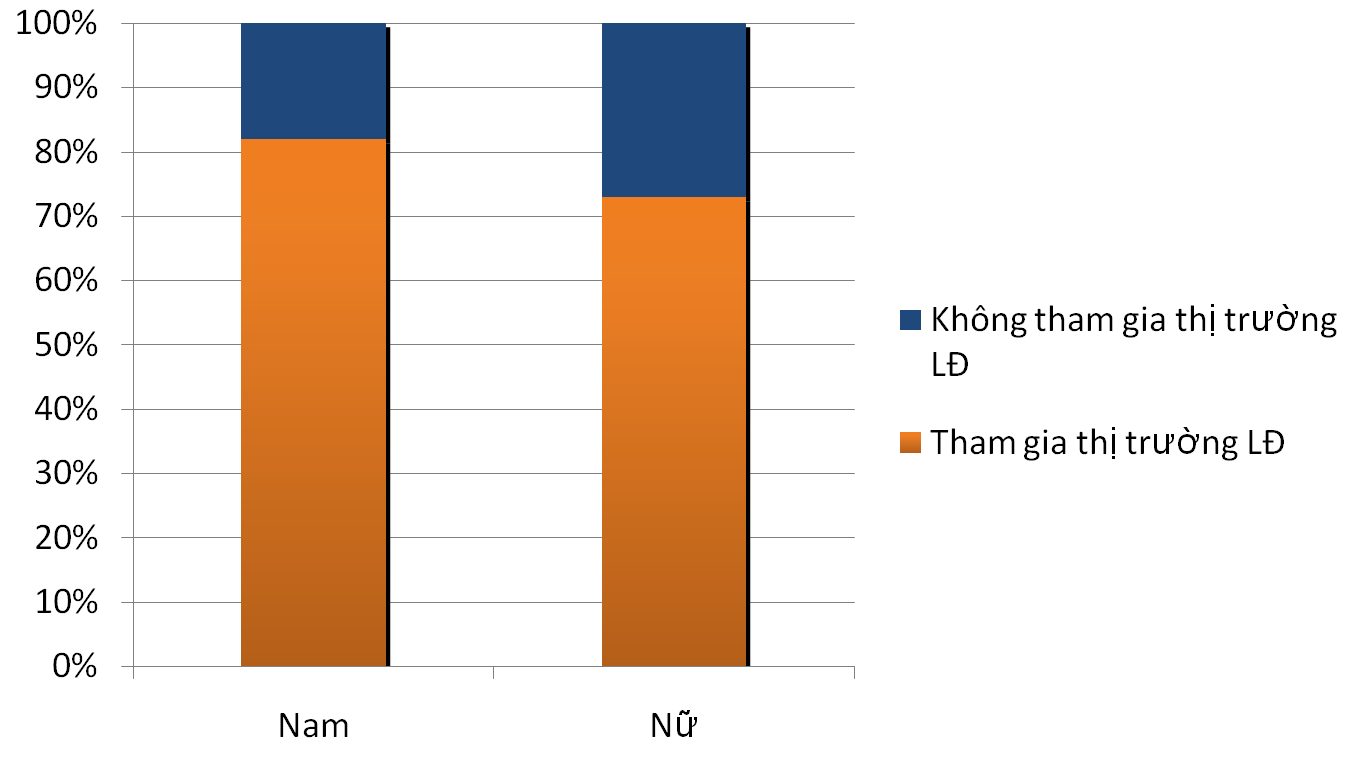 100%
90%
80%
70%
60%
50%
40%
30%
20%
10%
0%
Nam
Nữ
Không tham gia thị trường
LĐ
Tham gia thị trường LĐ